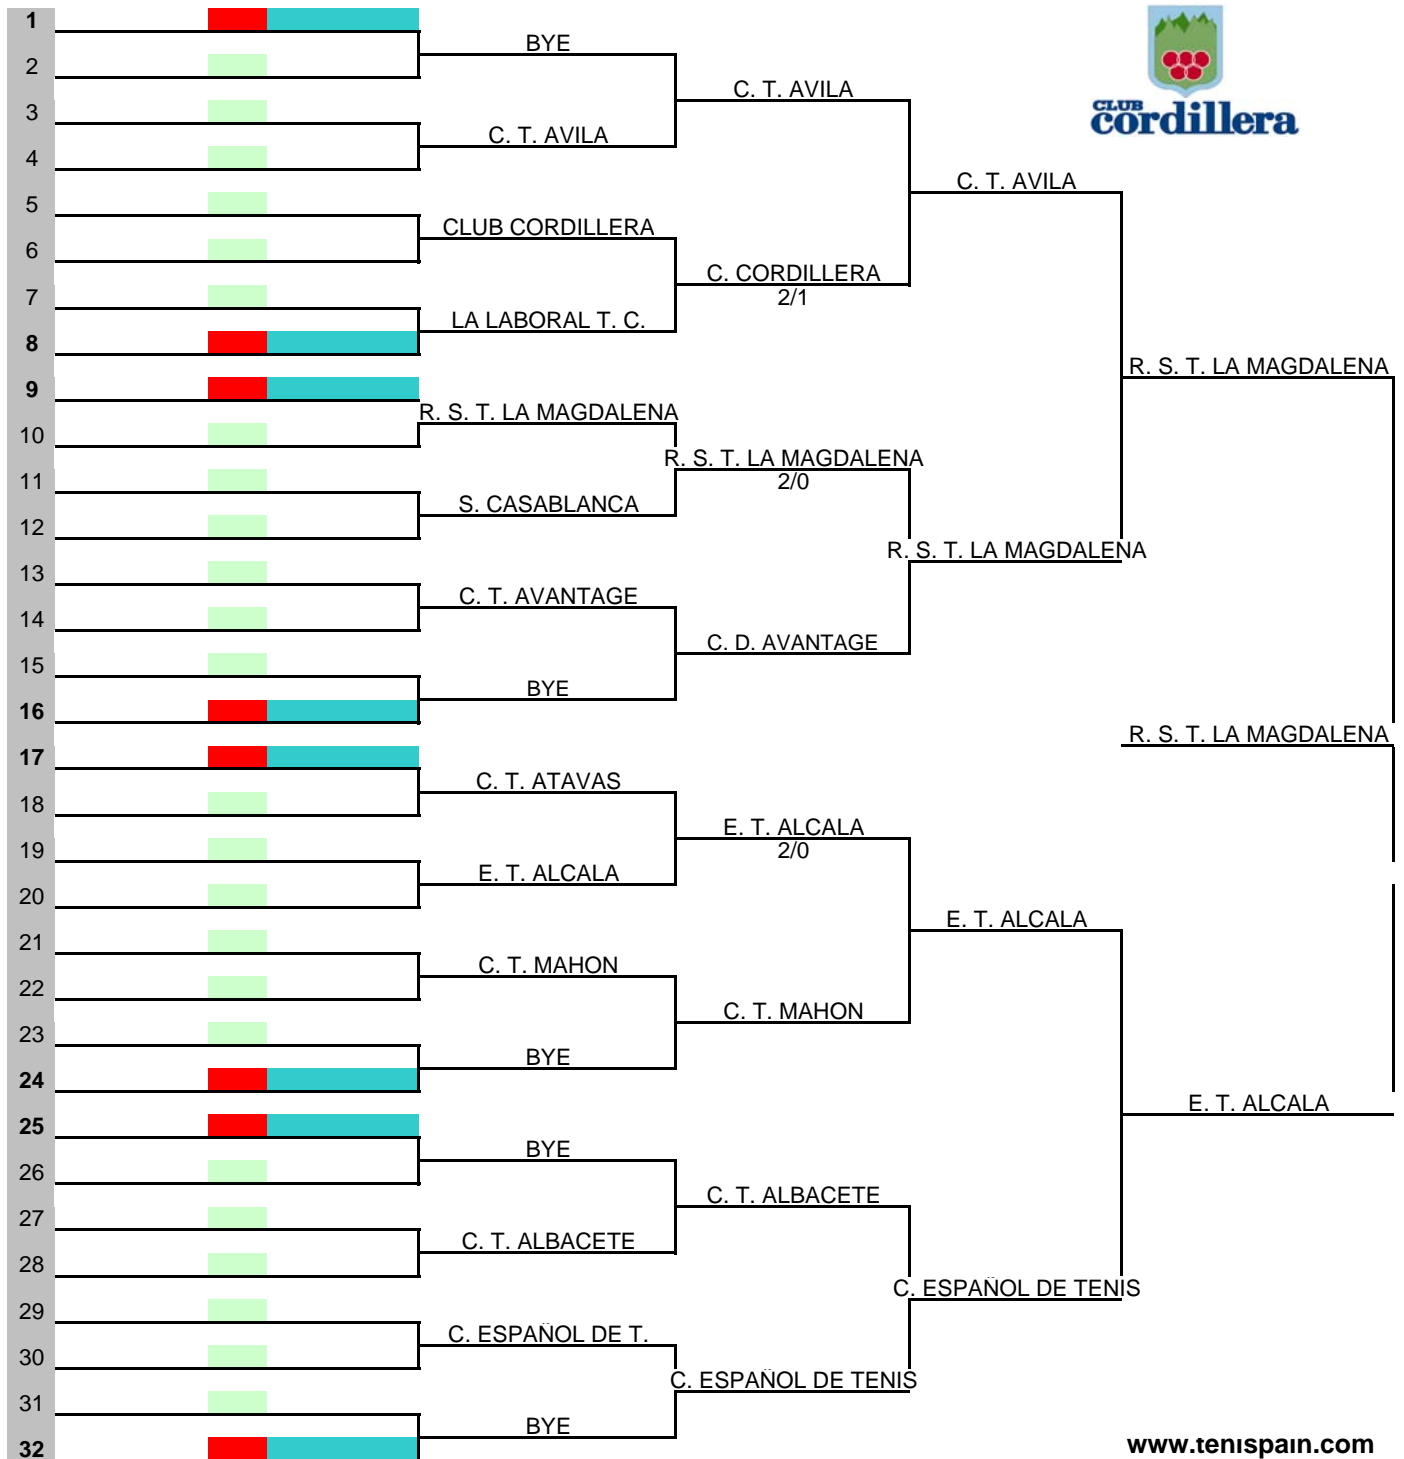 1
BYE
2
C. T. AVILA
3
C. T. AVILA
4
C. T. AVILA
5
CLUB CORDILLERA
6
C. CORDILLERA
7
2/1
LA LABORAL T. C.
8
R. S. T. LA MAGDALENA
9
R. S. T. LA MAGDALENA
10
R. S. T. LA MAGDALENA
11
2/0
S. CASABLANCA
12
R. S. T. LA MAGDALENA
13
C. T. AVANTAGE
14
C. D. AVANTAGE
15
BYE
16
R. S. T. LA MAGDALENA
17
C. T. ATAVAS
18
E. T. ALCALA
19
2/0
E. T. ALCALA
20
E. T. ALCALA
21
C. T. MAHON
22
C. T. MAHON
23
BYE
24
E. T. ALCALA
25
BYE
26
C. T. ALBACETE
27
C. T. ALBACETE
28
C. ESPAÑOL DE TENIS
29
C. ESPAÑOL DE T.
30
C. ESPAÑOL DE TENIS
31
BYE
32
CLUB
cordillera
www.tenispain.com